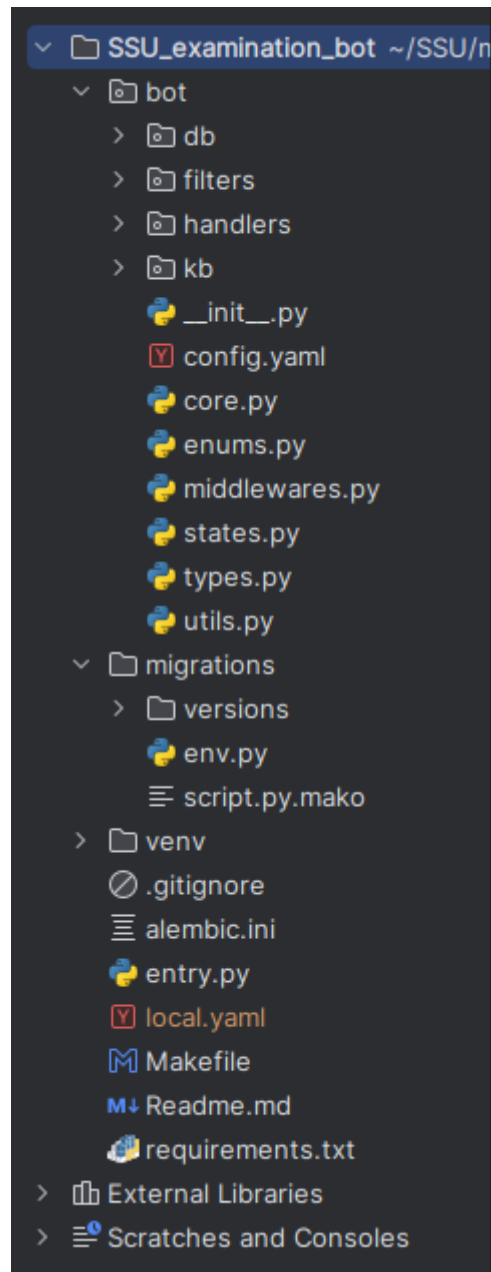 SSU_examination_bot ~/SSU/
bot
db
filters
handlers
kb
__init__.py
config.yaml
core.py
enums.py
middlewares.py
states.py
types.py
utils.py
migrations
versions
env.py
script.py.mako
venv
.gitignore
alembic.ini
entry.py
local.yaml
Makefile
Readme.md
requirements.txt
External Libraries
Scratches and Consoles